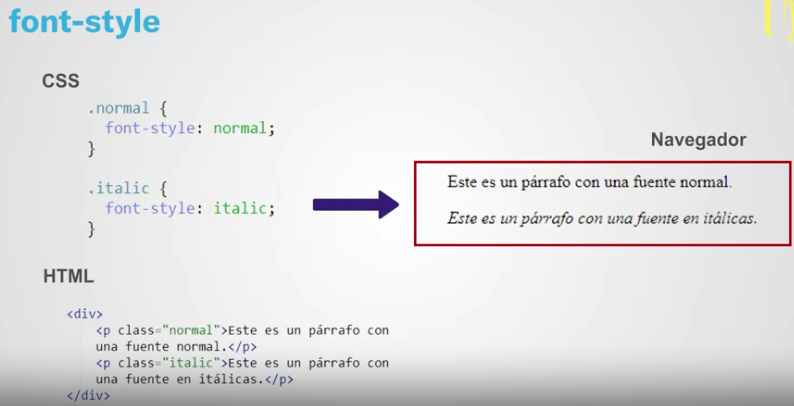 font-style
CSS
.normal {
font-style: normal;
}
.italic {
font-style: italic;
}
HTML
<div>
<p class="normal">Este es un párrafo con
una fuente normal.</p>
<p class="italic">Este es un párrafo con
una fuente en itálicas.</p>
</div>
Navegador
Este es un párrafo con una fuente normal.
Este es un párrafo con una fuente en itálicas.